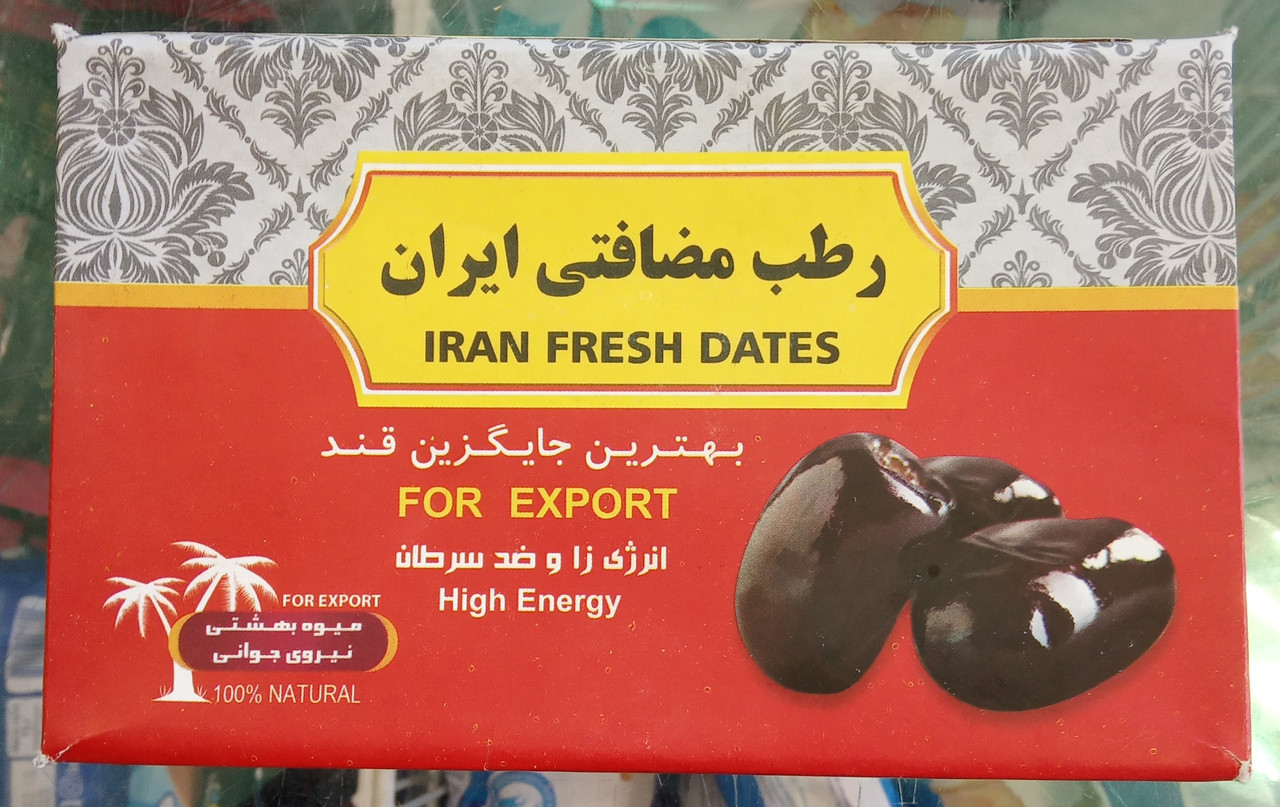 رطب مضافتی ایران
IRAN FRESH DATES
بهترین جایگزین قند
FOR EXPORT
انرژی زا و ضد سرطان
High Energy
FOR EXPORT
میوه بهشتی
نیروی جوانی
100% NATURAL